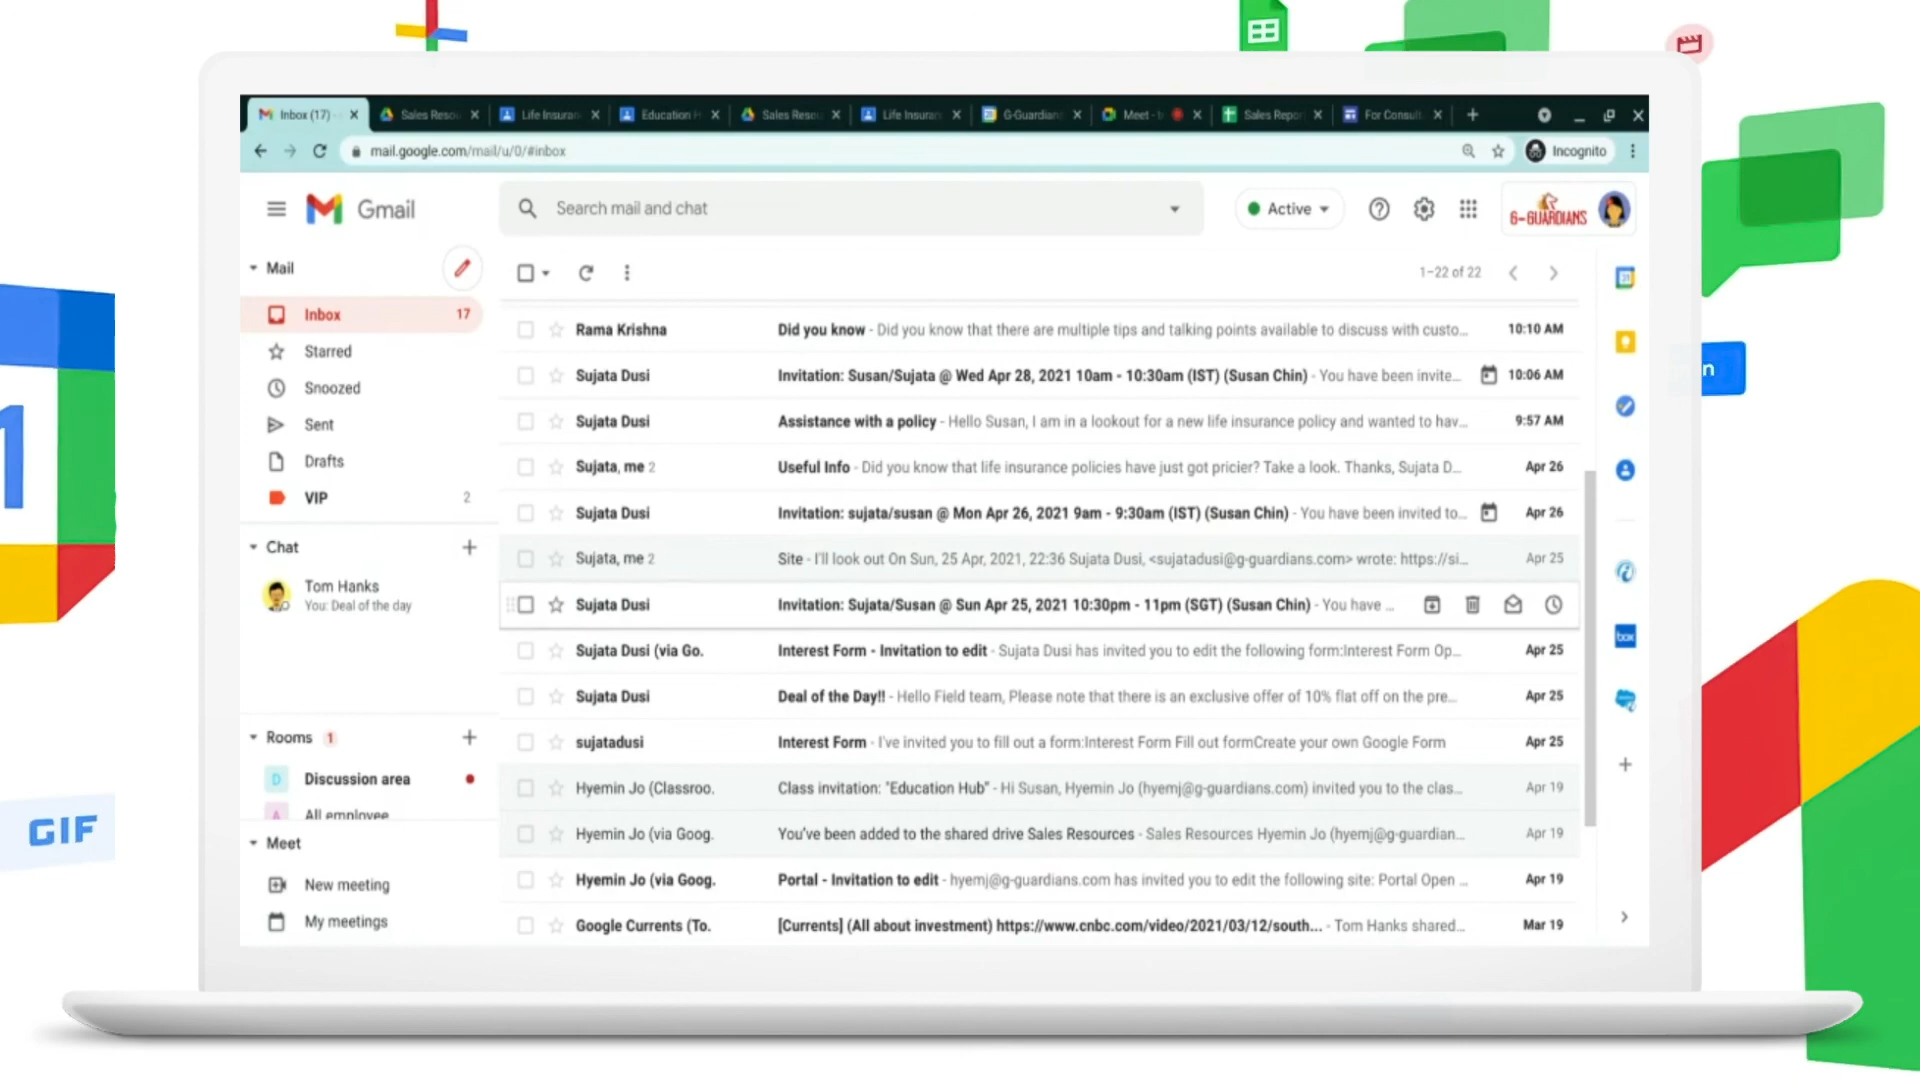 Inbox (17)
Sales Reso
Life Insuran
Education H
Sales Reso
Life Insuran
G-Guardian
Meet -
Sales Repor
For Consult
mail.google.com/mail/u/0/#inbox
Incognito
Gmail
Search mail and chat
Active
G-GUARDIANS
Mail
1–22 of 22
Inbox 17
Starred
Snoozed
Sent
Drafts
VIP 2
Chat
Tom Hanks
You: Deal of the day
Rooms 1
D Discussion area
A All employee
Meet
New meeting
My meetings
Rama Krishna Did you know - Did you know that there are multiple tips and talking points available to discuss with custo... 10:10 AM
Sujata Dusi Invitation: Susan/Sujata @ Wed Apr 28, 2021 10am - 10:30am (IST) (Susan Chin) - You have been invite... 10:06 AM
Sujata Dusi Assistance with a policy - Hello Susan, I am in a lookout for a new life insurance policy and wanted to hav... 9:57 AM
Sujata, me 2 Useful Info - Did you know that life insurance policies have just got pricier? Take a look. Thanks, Sujata D... Apr 26
Sujata Dusi Invitation: sujata/susan @ Mon Apr 26, 2021 9am - 9:30am (IST) (Susan Chin) - You have been invited to... Apr 26
Sujata, me 2 Site - I'll look out On Sun, 25 Apr, 2021, 22:36 Sujata Dusi, <sujatadusi@g-guardians.com> wrote: https://si... Apr 25
Sujata Dusi Invitation: Sujata/Susan @ Sun Apr 25, 2021 10:30pm - 11pm (SGT) (Susan Chin) - You have ...
Sujata Dusi (via Go. Interest Form - Invitation to edit - Sujata Dusi has invited you to edit the following form:Interest Form Op... Apr 25
Sujata Dusi Deal of the Day!! - Hello Field team, Please note that there is an exclusive offer of 10% flat off on the pre... Apr 25
sujatadusi Interest Form - I've invited you to fill out a form:Interest Form Fill out formCreate your own Google Form Apr 25
Hyemin Jo (Classroo. Class invitation: "Education Hub" - Hi Susan, Hyemin Jo (hyemj@g-guardians.com) invited you to the clas... Apr 19
Hyemin Jo (via Goog. You've been added to the shared drive Sales Resources - Sales Resources Hyemin Jo (hyemj@g-guardian... Apr 19
Hyemin Jo (via Goog. Portal - Invitation to edit - hyemj@g-guardians.com has invited you to edit the following site: Portal Open ... Apr 19
Google Currents (To. [Currents] (All about investment) https://www.cnbc.com/video/2021/03/12/south... - Tom Hanks shared... Mar 19
box
1
GIF
n